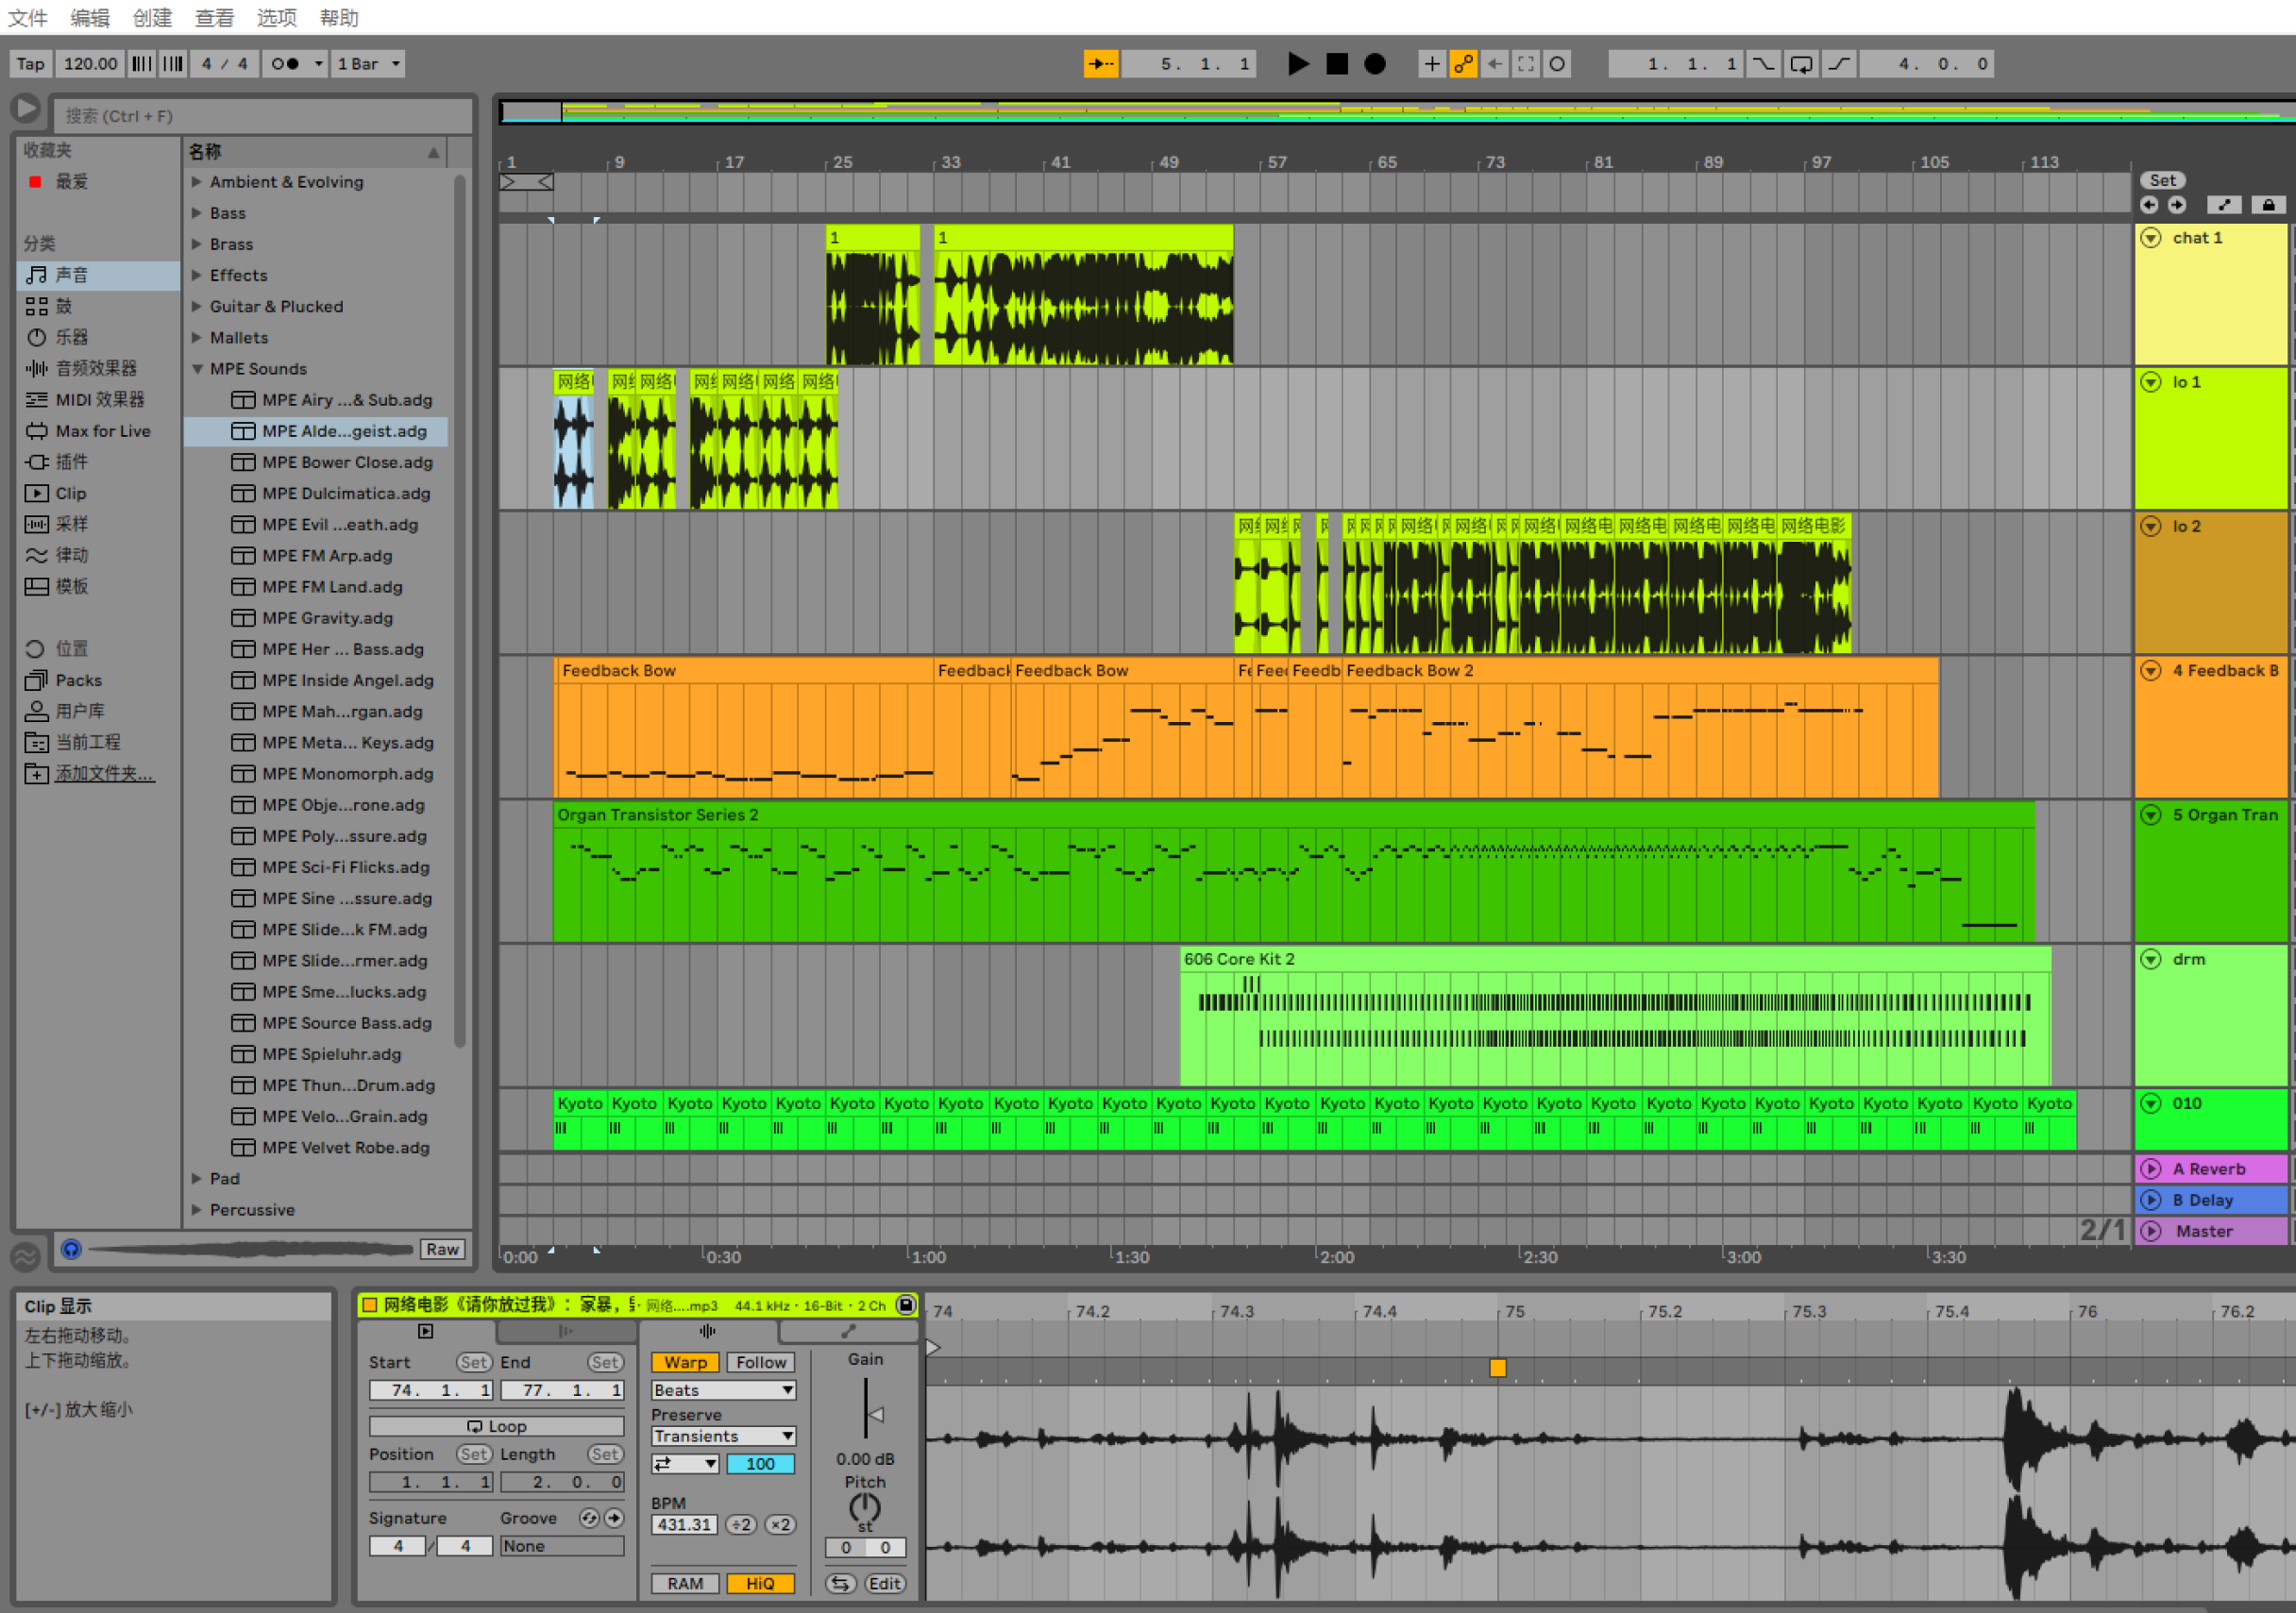 文件 编辑 创建 查看 选项 帮助
Tap 120.00 4 / 4 1 Bar 5. 1. 1 1. 1. 1 4. 0. 0
搜索 (Ctrl + F)
收藏夹
最爱
分类
声音
鼓
乐器
音频效果器
MIDI 效果器
Max for Live
插件
Clip
采样
律动
模板
位置
Packs
用户库
当前工程
添加文件夹...
名称
Ambient & Evolving
Bass
Brass
Effects
Guitar & Plucked
Mallets
MPE Sounds
MPE Airy ...& Sub.adg
MPE Alde...geist.adg
MPE Bower Close.adg
MPE Dulcimatica.adg
MPE Evil ...eath.adg
MPE FM Arp.adg
MPE FM Land.adg
MPE Gravity.adg
MPE Her ... Bass.adg
MPE Inside Angel.adg
MPE Mah...rgan.adg
MPE Meta... Keys.adg
MPE Monomorph.adg
MPE Obje...rone.adg
MPE Poly...ssure.adg
MPE Sci-Fi Flicks.adg
MPE Sine ...ssure.adg
MPE Slide...k FM.adg
MPE Slide...rmer.adg
MPE Sme...lucks.adg
MPE Source Bass.adg
MPE Spieluhr.adg
MPE Thun...Drum.adg
MPE Velo...Grain.adg
MPE Velvet Robe.adg
Pad
Percussive
Raw
1 9 17 25 33 41 49 57 65 73 81 89 97 105 113
Set
1 1 chat 1
网络 网 网络 网 网络 网络 网络 lo 1
网 网 网络 网络 网络 网络电 网络电 网络电 网络电 网络电影 lo 2
Feedback Bow Feedback Feedback Bow Fe Feed Feedb Feedback Bow 2 4 Feedback B
Organ Transistor Series 2 5 Organ Tran
606 Core Kit 2 drm
Kyoto Kyoto Kyoto Kyoto Kyoto Kyoto Kyoto Kyoto Kyoto Kyoto Kyoto Kyoto Kyoto Kyoto Kyoto Kyoto Kyoto Kyoto Kyoto Kyoto Kyoto Kyoto Kyoto Kyoto Kyoto Kyoto Kyoto Kyoto 010
A Reverb
B Delay
2/1 Master
0:00 0:30 1:00 1:30 2:00 2:30 3:00 3:30
Clip 显示
左右拖动移动。
上下拖动缩放。
[+/-] 放大缩小
网络电影《请你放过我》：家暴， · 网络....mp3 44.1 kHz · 16-Bit · 2 Ch
Start Set End Set
74. 1. 1 77. 1. 1
Loop
Position Set Length Set
1. 1. 1 2. 0. 0
Signature Groove
4 / 4 None
Warp Follow
Beats
Preserve
Transients
100
BPM
431.31 ÷2 ×2
RAM HiQ
Gain
0.00 dB
Pitch
st
0 0
Edit
74 74.2 74.3 74.4 75 75.2 75.3 75.4 76 76.2